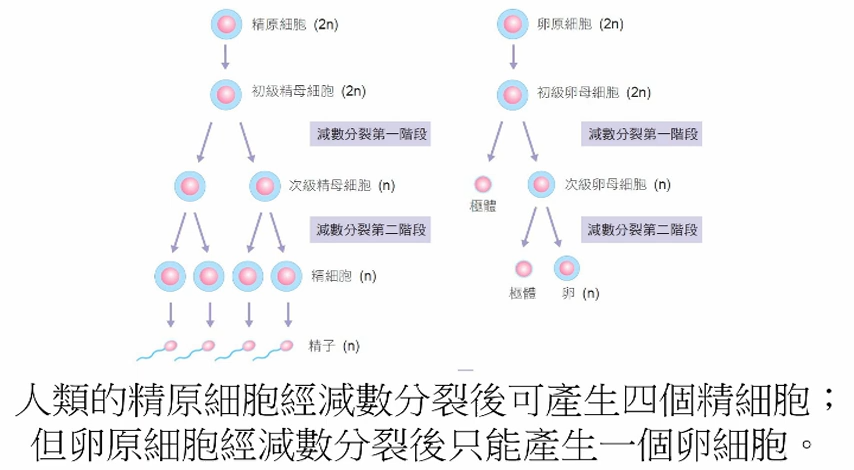 精原細胞 (2n)
卵原細胞 (2n)
初級精母細胞 (2n)
初級卵母細胞 (2n)
減數分裂第一階段
減數分裂第一階段
次級精母細胞 (n)
極體
次級卵母細胞 (n)
減數分裂第二階段
減數分裂第二階段
精細胞 (n)
極體
卵 (n)
精子 (n)
人類的精原細胞經減數分裂後可產生四個精細胞；
但卵原細胞經減數分裂後只能產生一個卵細胞。